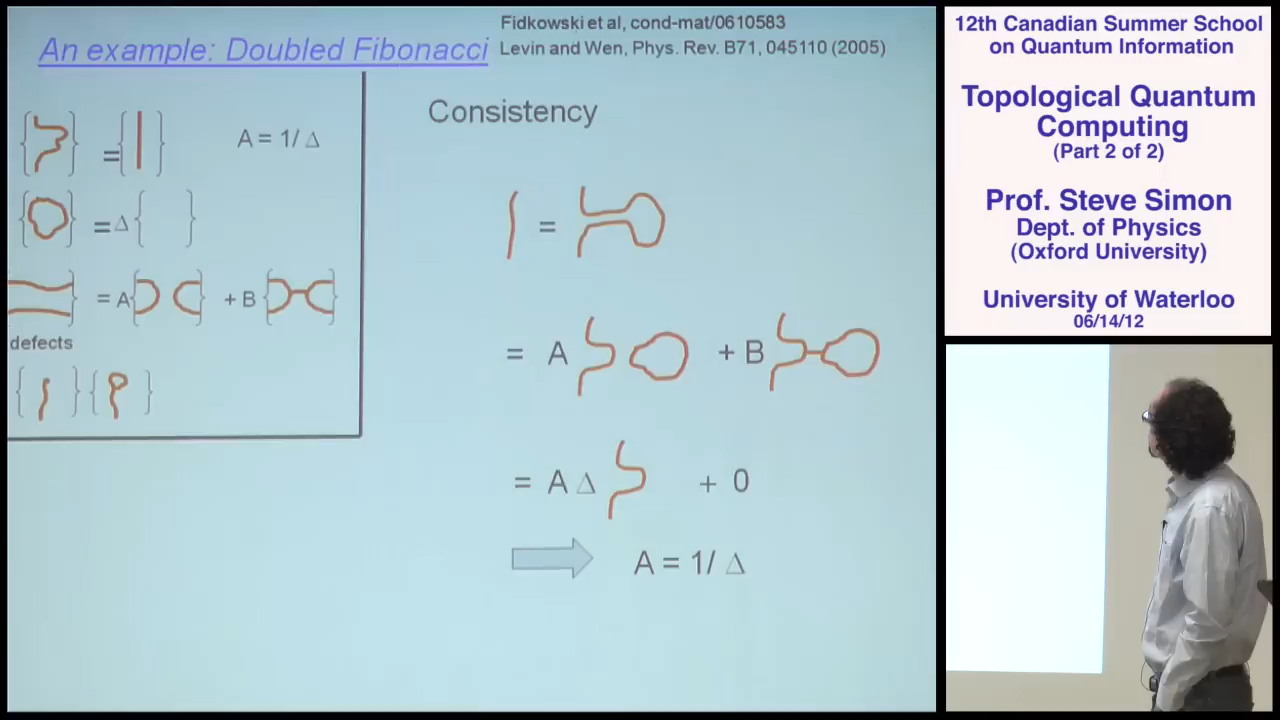 An example: Doubled Fibonacci
Fidkowski et al, cond-mat/0610583
Levin and Wen, Phys. Rev. B71, 045110 (2005)
= A = 1/ Δ
= Δ
= A + B
defects
Consistency
=
= A + B
= A Δ + 0
A = 1/ Δ
12th Canadian Summer School
on Quantum Information
Topological Quantum
Computing
(Part 2 of 2)
Prof. Steve Simon
Dept. of Physics
(Oxford University)
University of Waterloo
06/14/12